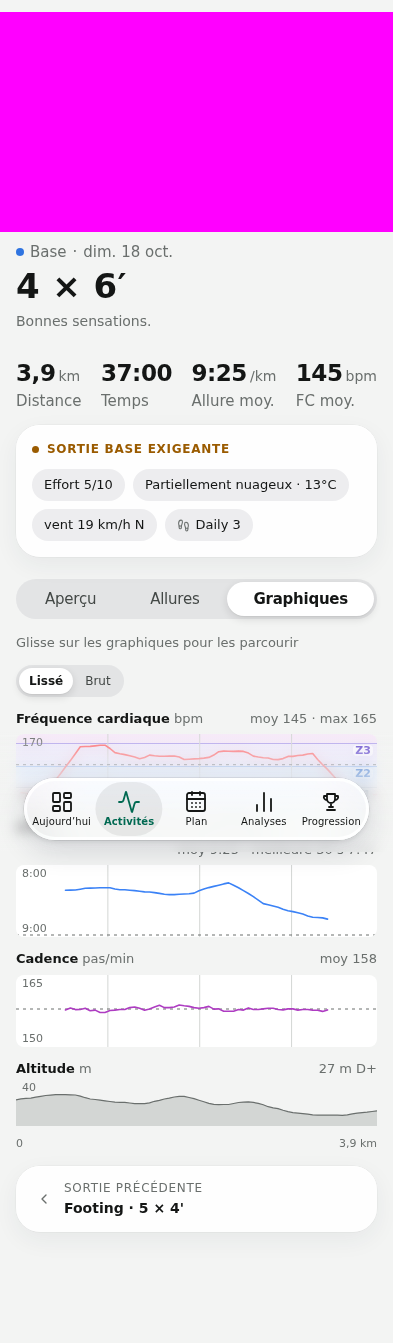 Base · dim. 18 oct.
4 × 6′
Bonnes sensations.
3,9 km 37:00 9:25 /km 145 bpm
Distance Temps Allure moy. FC moy.
SORTIE BASE EXIGEANTE
Effort 5/10 Partiellement nuageux · 13°C
vent 19 km/h N Daily 3
Aperçu Allures Graphiques
Glisse sur les graphiques pour les parcourir
Lissé Brut
Fréquence cardiaque bpm moy 145 · max 165
170
Z3
Z2
Aujourd’hui Activités Plan Analyses Progression
8:00
9:00
Cadence pas/min moy 158
165
150
Altitude m 27 m D+
40
0 3,9 km
SORTIE PRÉCÉDENTE
Footing · 5 × 4'